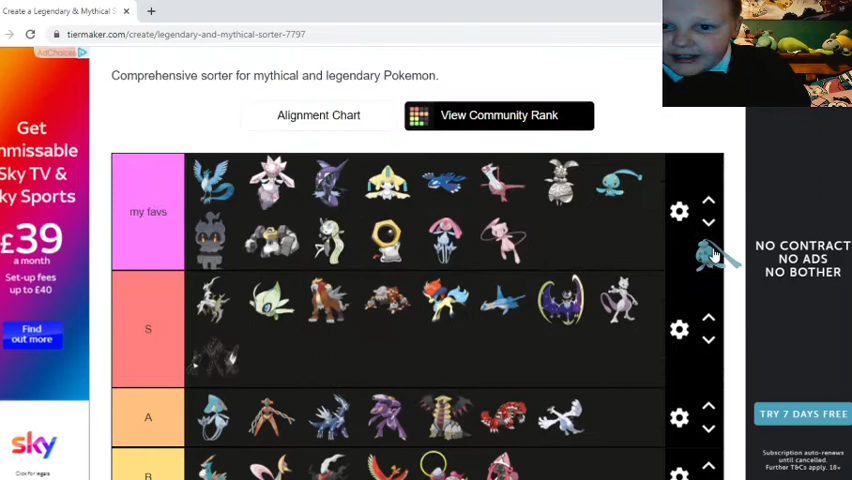 Create a Legendary & Mythical S
tiermaker.com/create/legendary-and-mythical-sorter-7797
AdChoices
Comprehensive sorter for mythical and legendary Pokemon.
Alignment Chart
View Community Rank
Get
nmissable
Sky TV &
ky Sports
£39
a month
Set-up fees
up to £40
Find
out more
sky
my favs
S
A
B
NO CONTRACT
NO ADS
NO BOTHER
TRY 7 DAYS FREE
Subscription auto-renews
until cancelled.
Further T&Cs apply. 18+